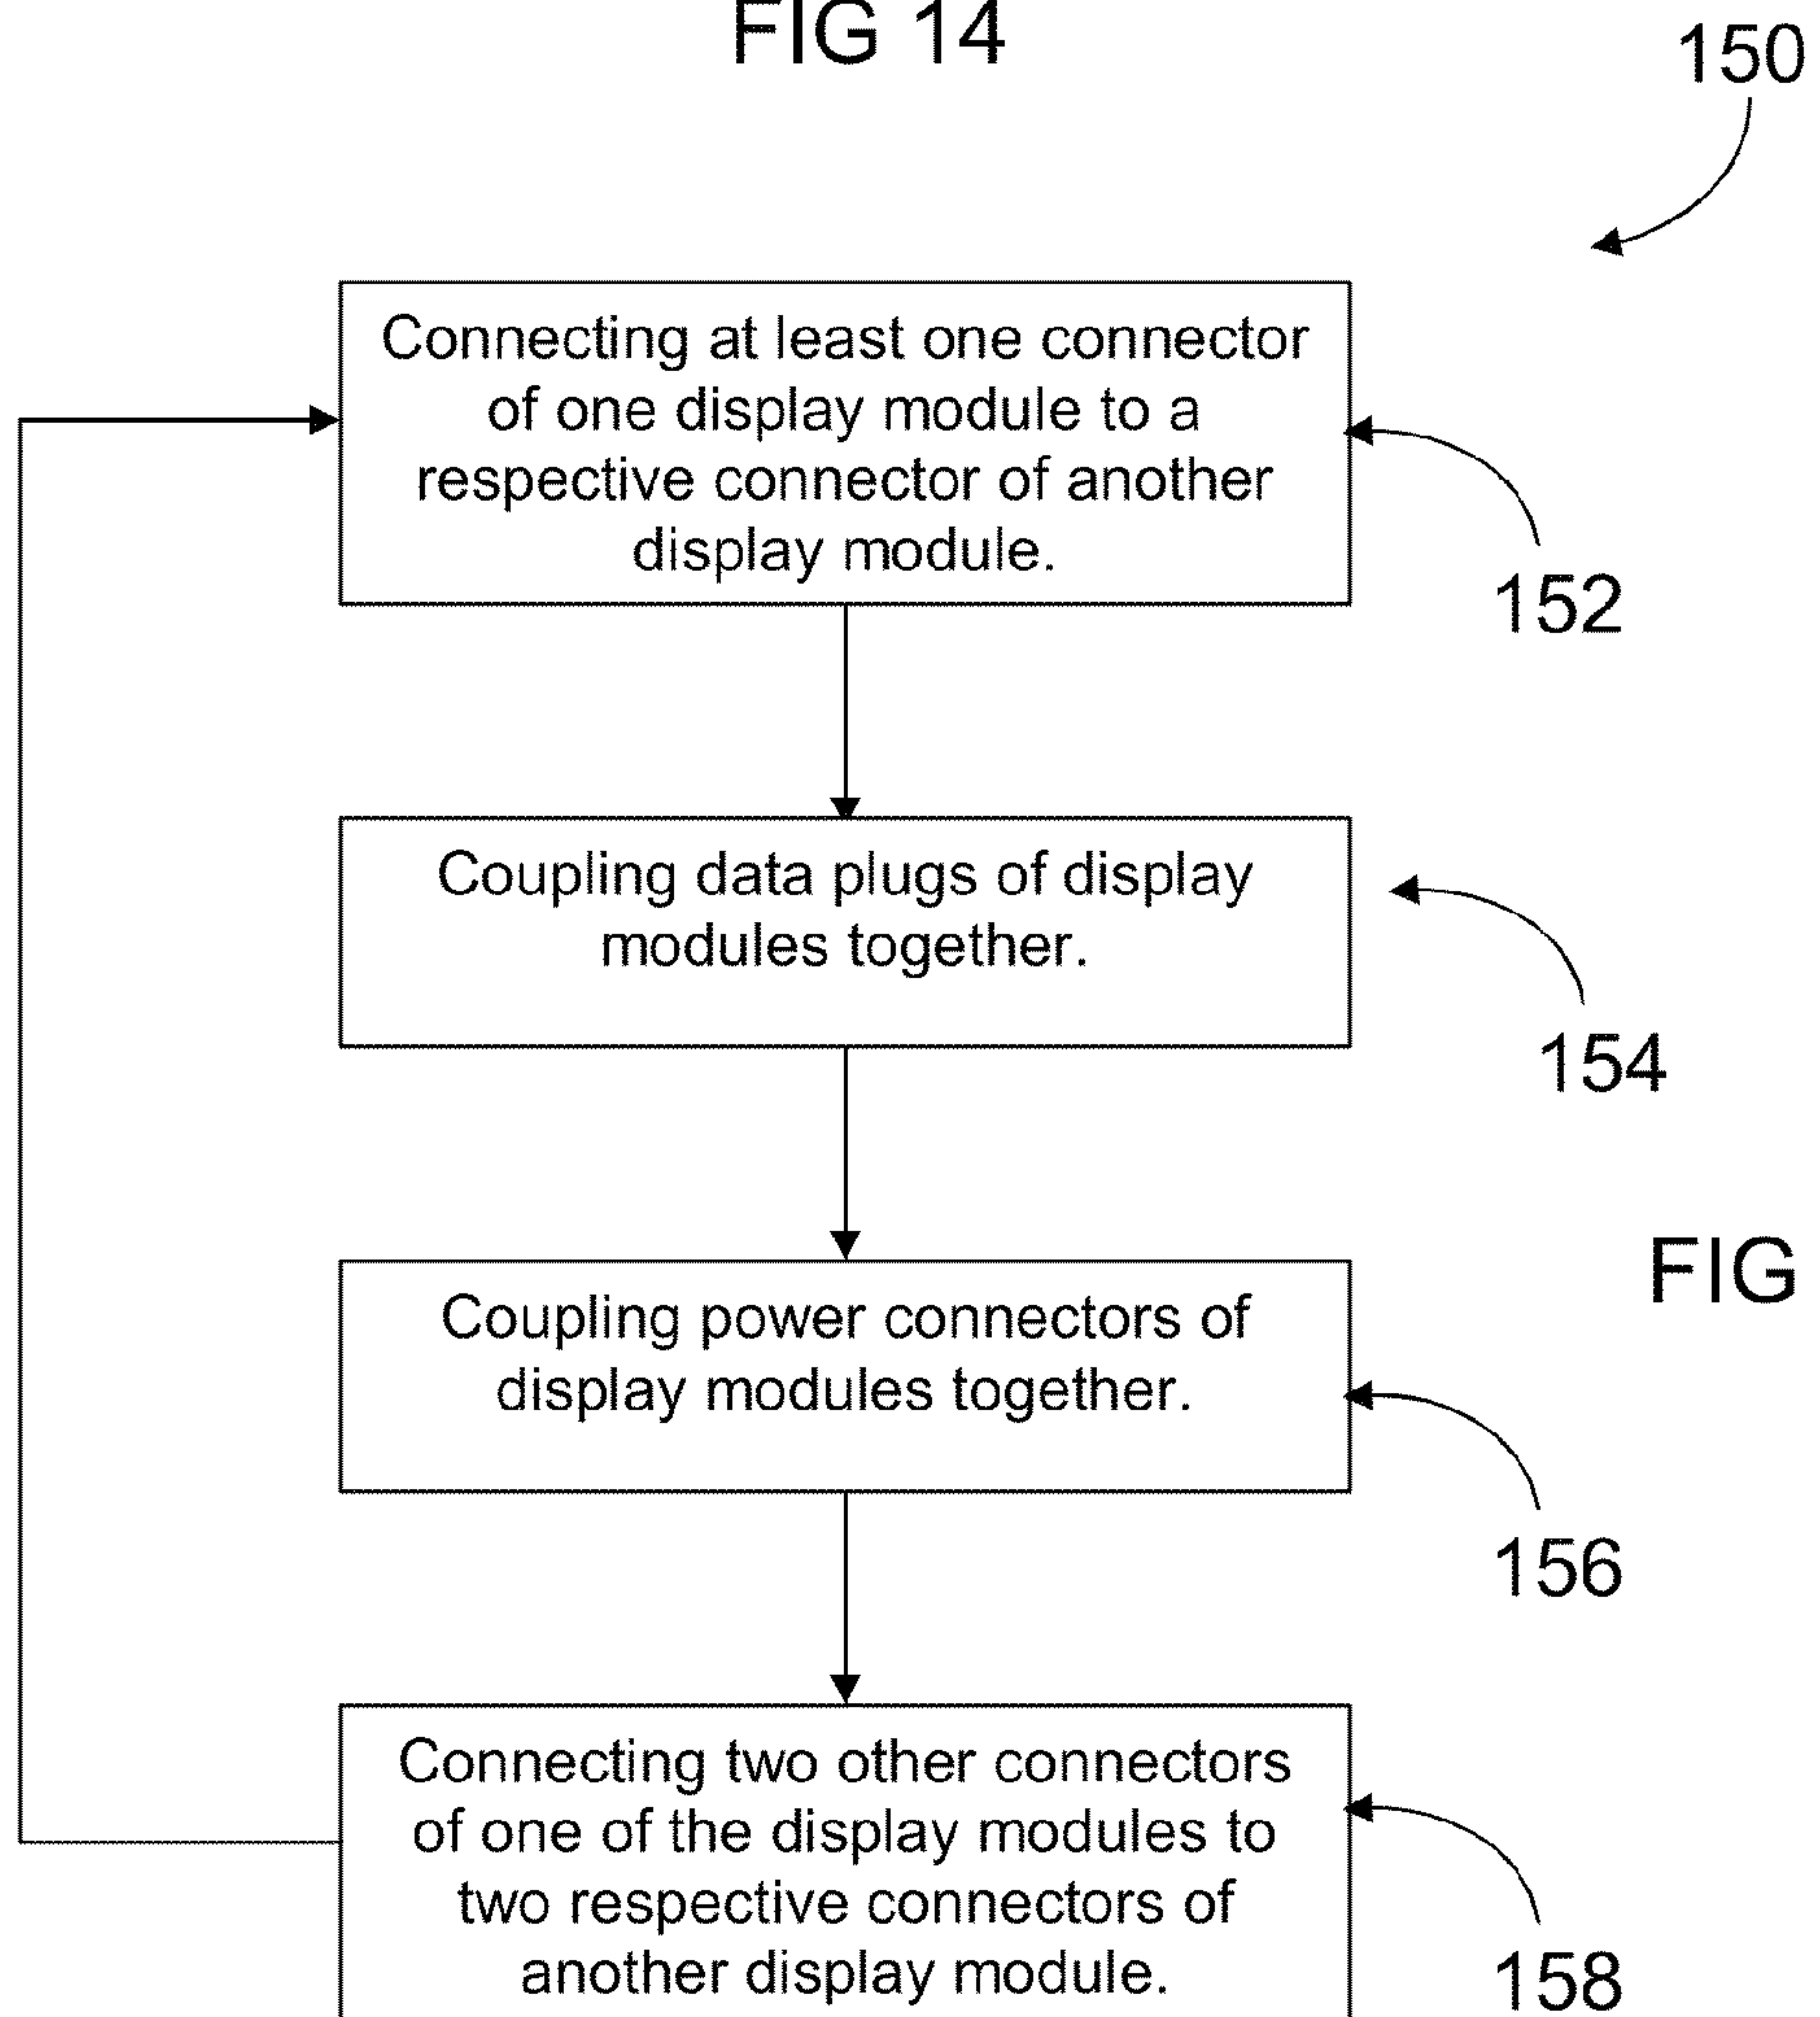 FIG 14
150
Connecting at least one connector
of one display module to a
respective connector of another
display module.
152
Coupling data plugs of display
modules together.
154
FIG
Coupling power connectors of
display modules together.
156
Connecting two other connectors
of one of the display modules to
two respective connectors of
another display module.
158